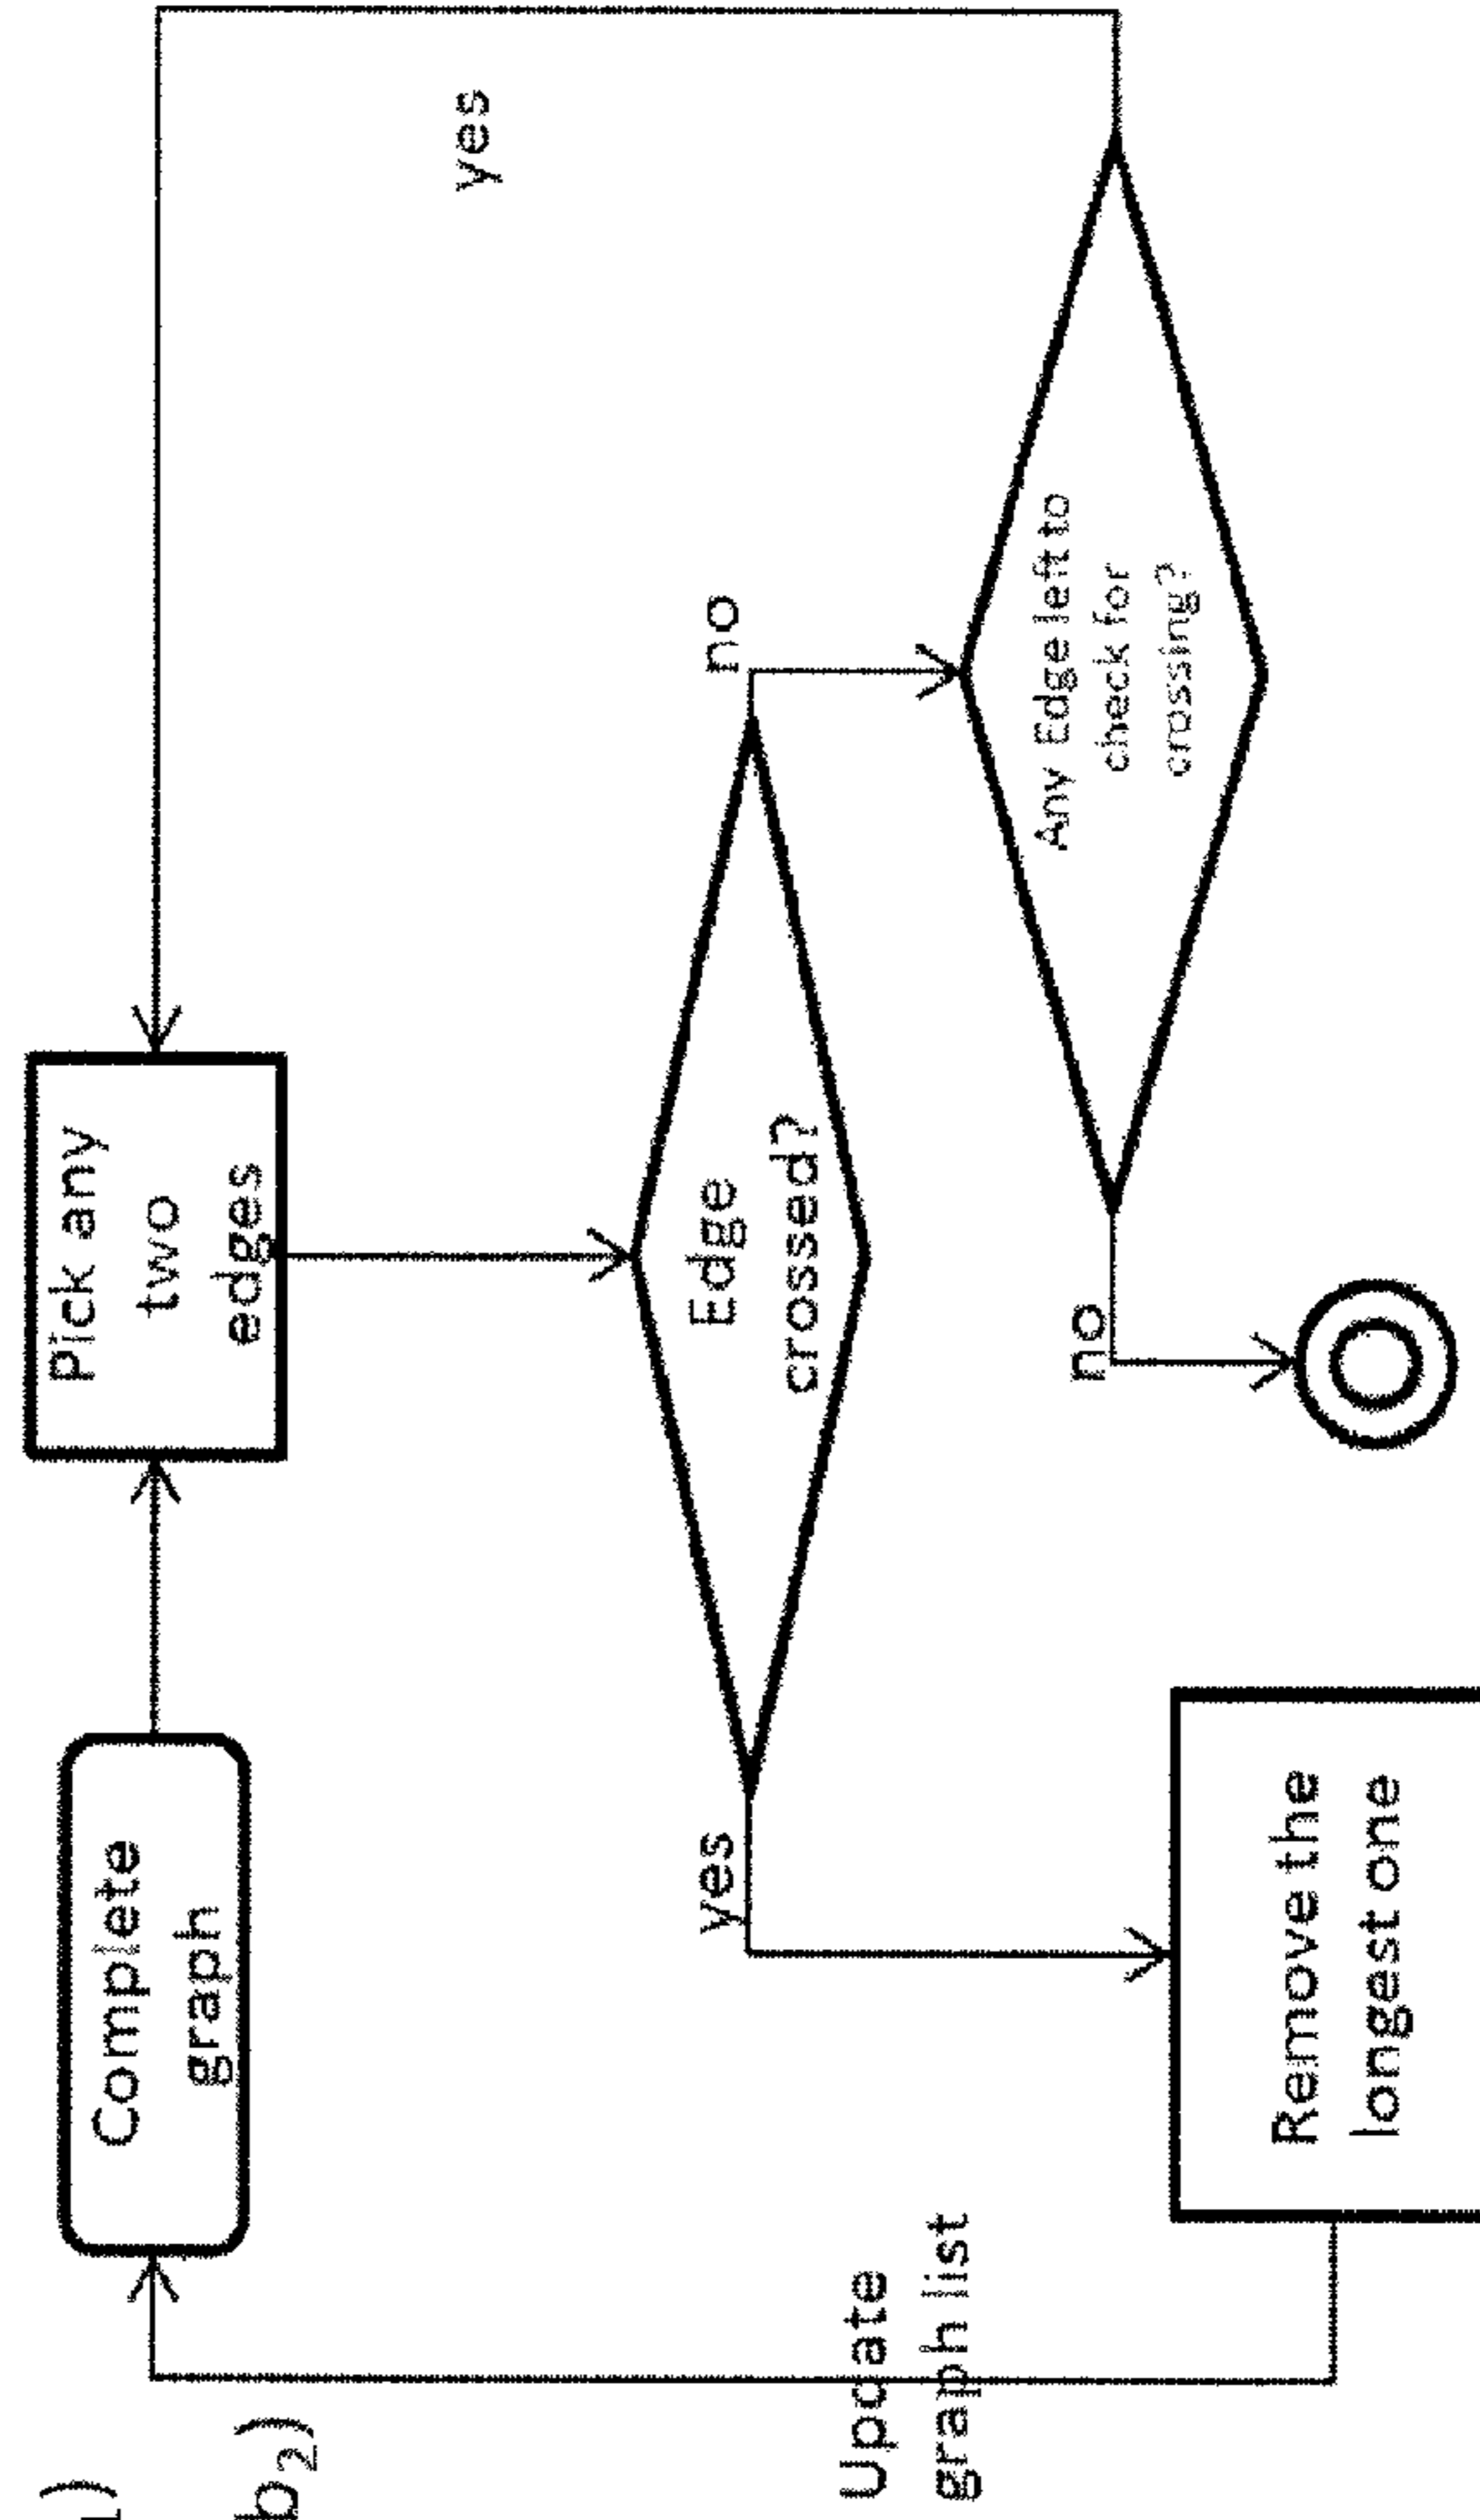 Complete
graph
Pick any
two
edges
yes
Edge
crossed?
yes
no
Any Edge left to
check for
crossing?
no
Remove the
longest one
Update
graph list
b₂)